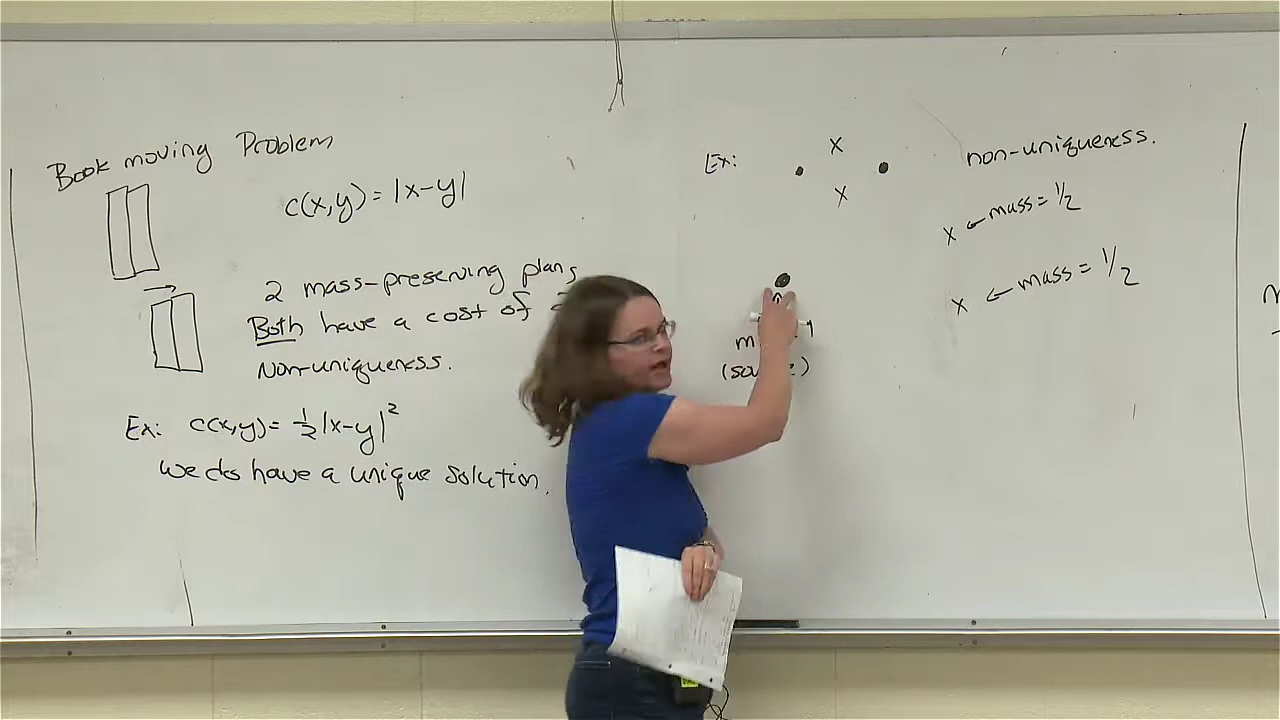 Book moving Problem
c(x,y) = |x-y|
2 mass-preserving plans
Both have a cost of
Non-uniqueness.
Ex: c(x,y) = 1/2 |x-y|^2
we do have a unique solution.
Ex:
x
x
non-uniqueness.
x ← mass = 1/2
x ← mass = 1/2